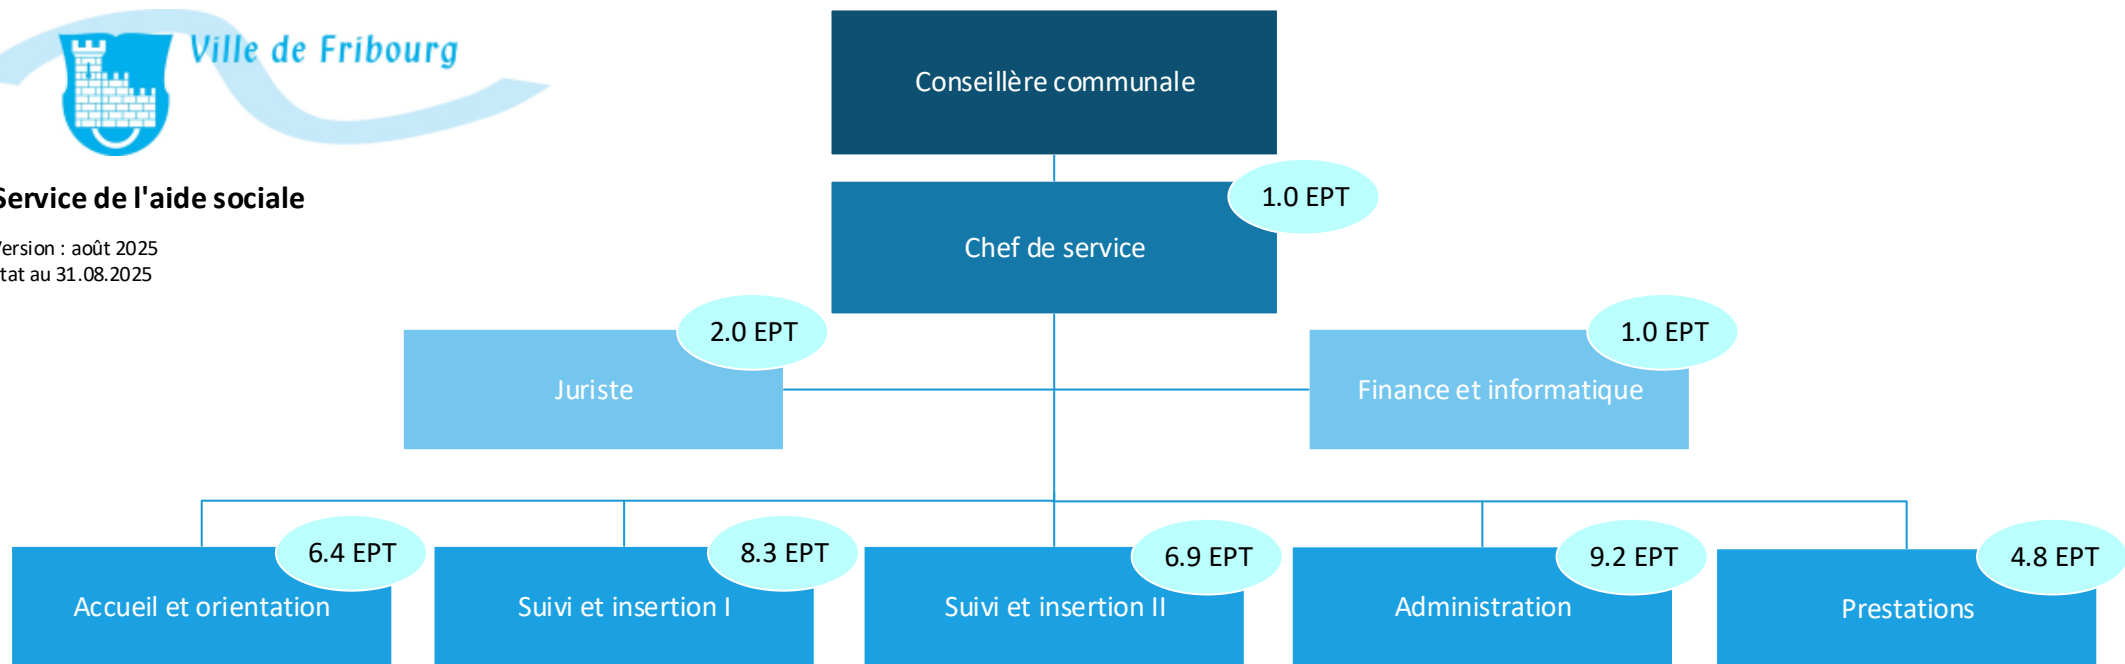 Ville de Fribourg
Conseillère communale
Service de l'aide sociale
1.0 EPT
Version : août 2025
Chef de service
tat au 31.08.2025
2.0 EPT
1.0 EPT
Juriste
Finance et informatique
6.4 EPT
8.3 EPT
6.9 EPT
9.2 EPT
4.8 EPT
Accueil et orientation
Suivi et insertion I
Suivi et insertion II
Administration
Prestations